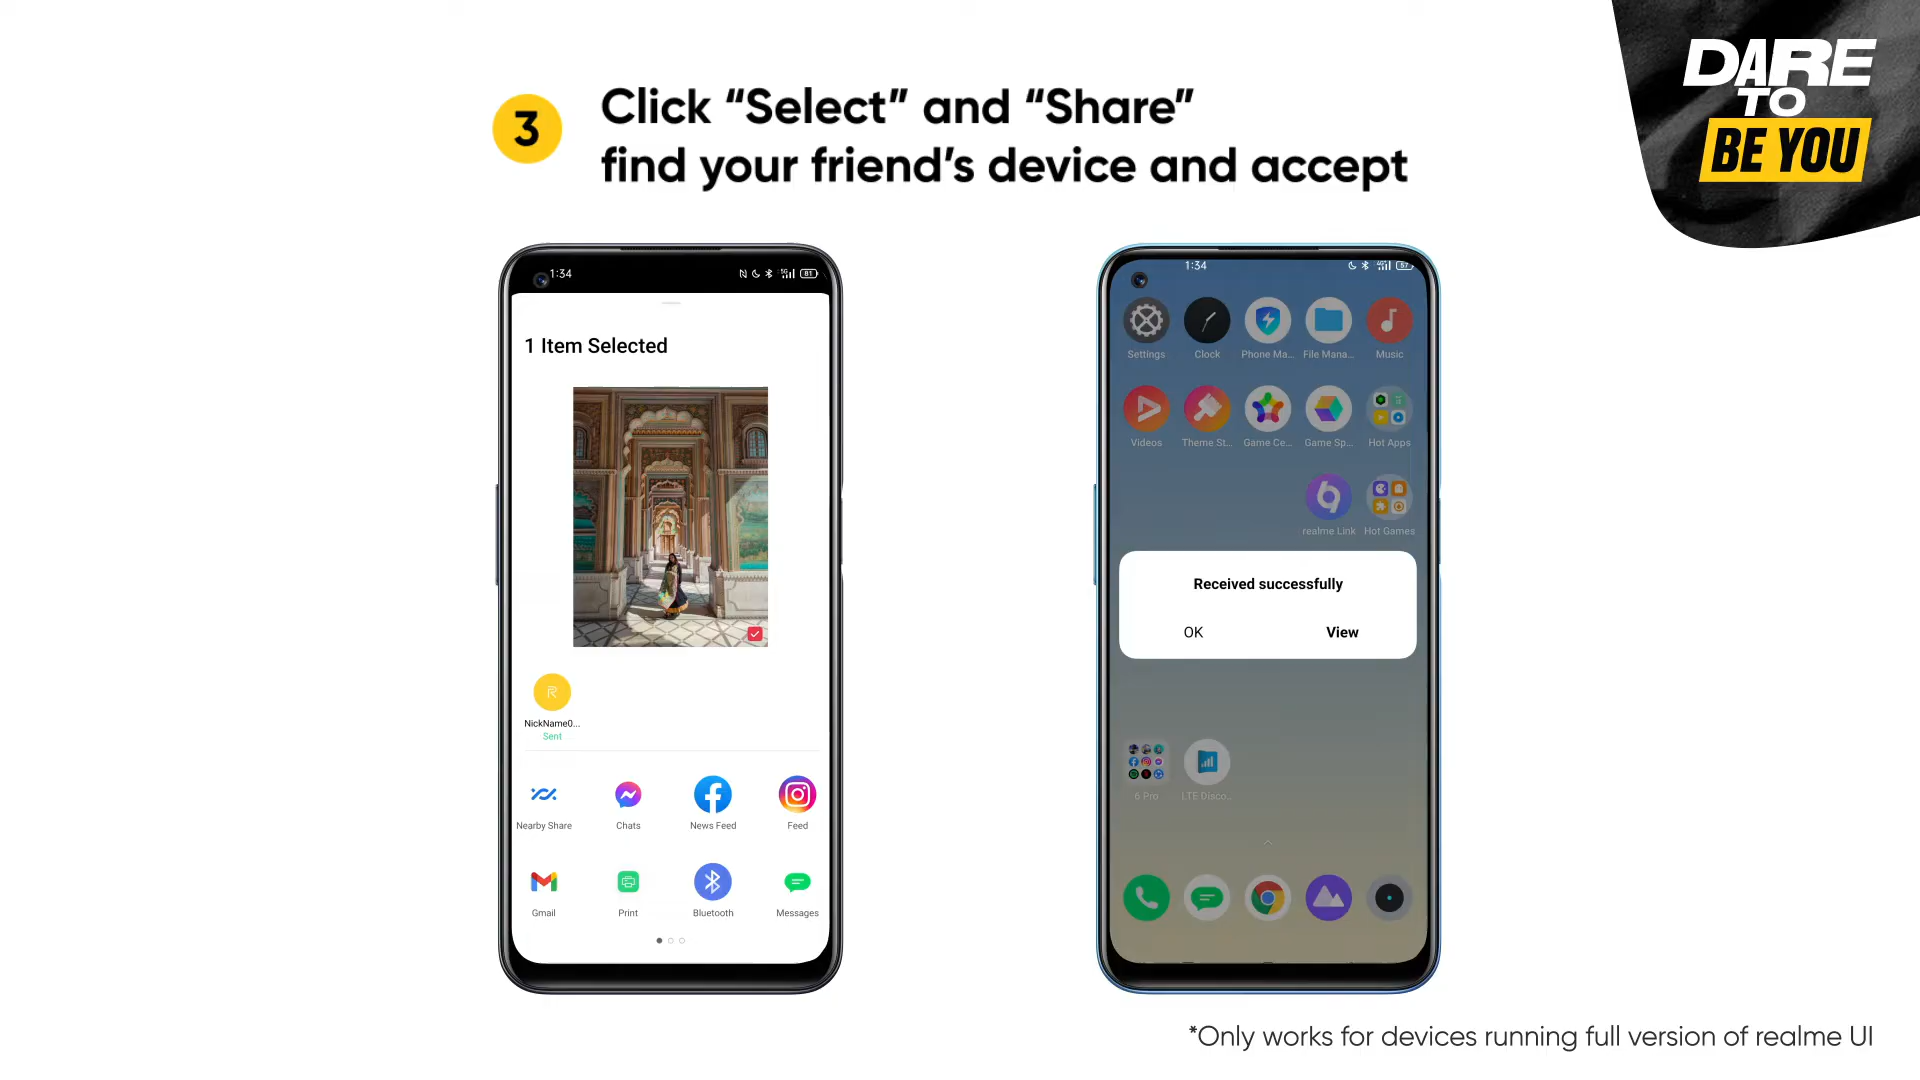 DARE
TO
BE YOU
3
Click “Select” and “Share”
find your friend’s device and accept
1:34
81
1 Item Selected
NickName0...
Sent
Nearby Share
Chats
News Feed
Feed
Gmail
Print
Bluetooth
Messages
1:34
67
Settings
Clock
Phone Ma...
File Mana...
Music
Videos
Theme St...
Game Ce...
Game Sp...
Hot Apps
realme Link
Hot Games
Received successfully
OK
View
6 Pro
LTE Disco...
*Only works for devices running full version of realme UI